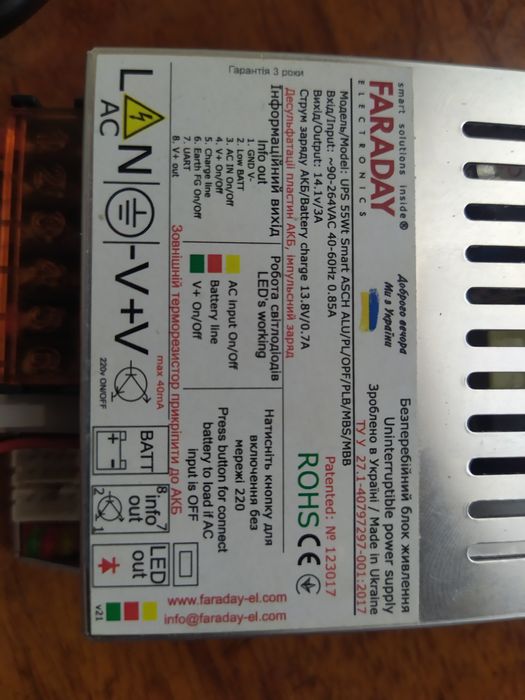 smart solutions inside®
FARADAY
ELECTRONICS
Доброго вечора
Ми з України
Безперебійний блок живлення
Uninterruptible power supply
Зроблено в Україні / Made in Ukraine
ТУ У 27.1-40797297-001:2017
Модель/Model: UPS 55Wt Smart ASCH ALU/PL/OPF/PLB/MBS/MBB
Вхід/Input: ~90-264VAC 40-60Hz 0.85A
Вихід/Output: 14.1v/3A
Струм заряду АКБ/Battery charge 13.8V/0.7A
Десульфатації пластин АКБ, імпульсний заряд
Patented: № 123017
ROHS CE
Гарантія 3 роки
Інформаційний вихід
Info out
1. GND V-
2. Low BATT
3. AC IN On/Off
4. V+ On/Off
5. Charge line
6. Earth FG On/Off
7. UART
8. V+ out
Робота світлодіодів
LED's working
AC input On/Off
Battery line
V+ On/Off
Натисніть кнопку для
включення без
мережі 220
Press button for connect
battery to load if AC
input is OFF
www.faraday-el.com
info@faraday-el.com
Зовнішній терморезистор прикріпити до АКБ
L N -V+V
AC
max 40mA
220v ON/OFF
BATT
- +
8 7
info
out
2 1
LED
out
v21